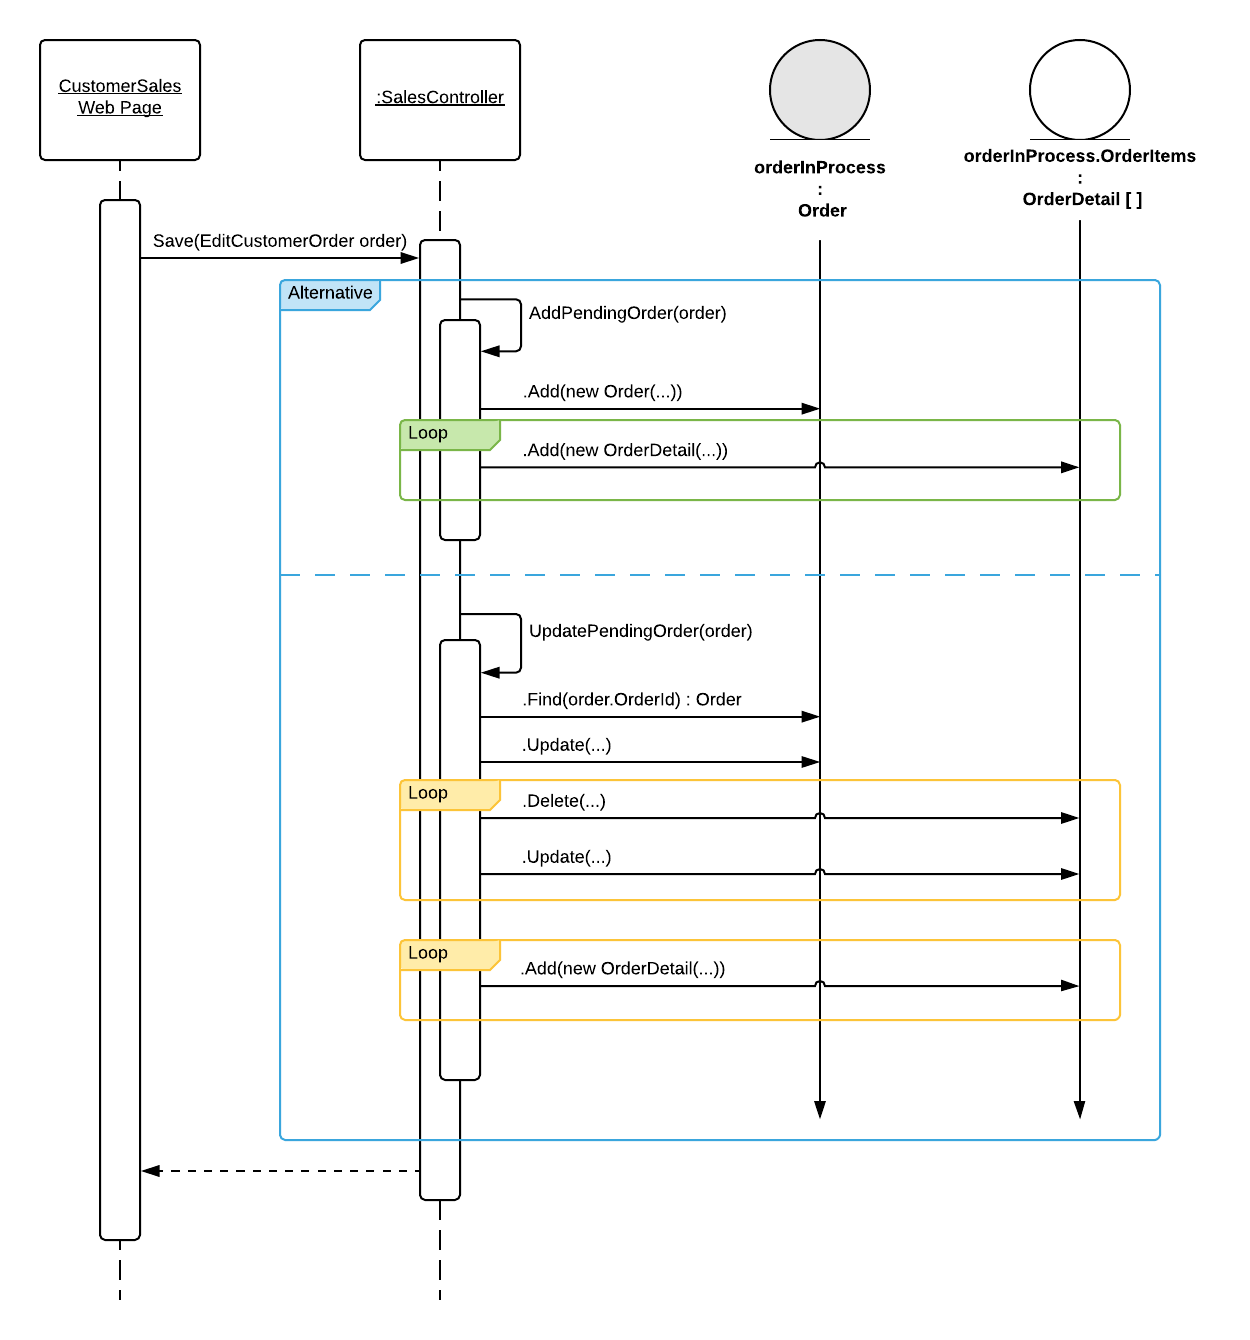 CustomerSales
Web Page
:SalesController
orderInProcess
:
Order
orderInProcess.OrderItems
:
OrderDetail [ ]
Save(EditCustomerOrder order)
Alternative
AddPendingOrder(order)
.Add(new Order(...))
Loop
.Add(new OrderDetail(...))
UpdatePendingOrder(order)
.Find(order.OrderId) : Order
.Update(...)
Loop
.Delete(...)
.Update(...)
Loop
.Add(new OrderDetail(...))